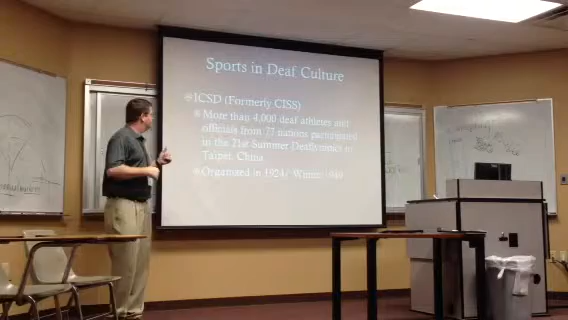 Sports in Deaf Culture
ICSD (Formerly CISS)
More than 4,000 deaf athletes and
officials from 77 nations participated
in the 21st Summer Deaflympics in
Taipei, China
Organized in 1924/ Winter 1949